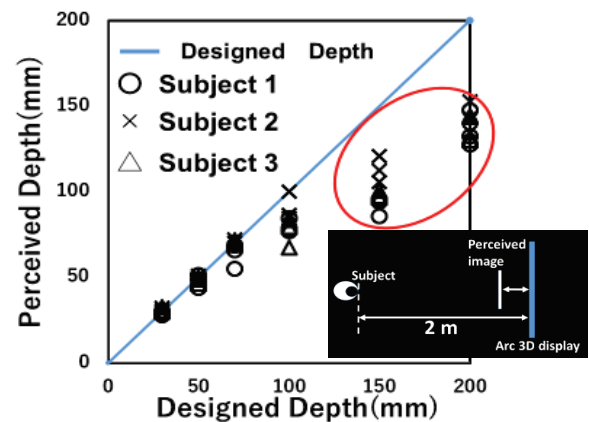 200
150
100
50
0
Perceived Depth(mm)
Designed Depth
Subject 1
Subject 2
Subject 3
Subject
Perceived
image
2 m
Arc 3D display
0
50
100
150
200
Designed Depth(mm)